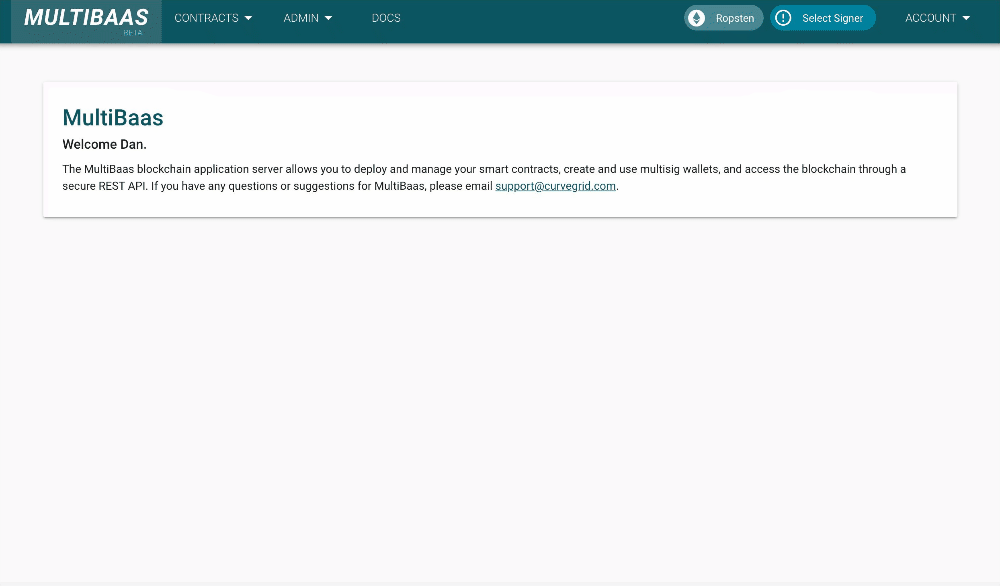 MULTIBAAS CONTRACTS ADMIN DOCS Ropsten Select Signer ACCOUNT
BETA
MultiBaas
Welcome Dan.
The MultiBaas blockchain application server allows you to deploy and manage your smart contracts, create and use multisig wallets, and access the blockchain through a
secure REST API. If you have any questions or suggestions for MultiBaas, please email support@curvegrid.com.